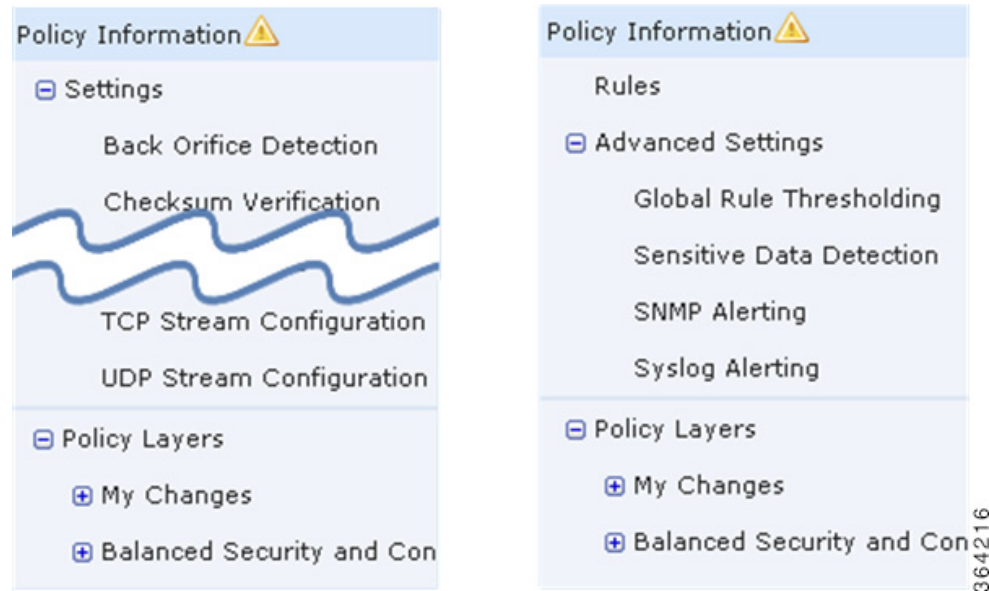 Policy Information
Settings
Back Orifice Detection
Checksum Verification
TCP Stream Configuration
UDP Stream Configuration
Policy Layers
My Changes
Balanced Security and Con
Policy Information
Rules
Advanced Settings
Global Rule Thresholding
Sensitive Data Detection
SNMP Alerting
Syslog Alerting
Policy Layers
My Changes
Balanced Security and Con
364216